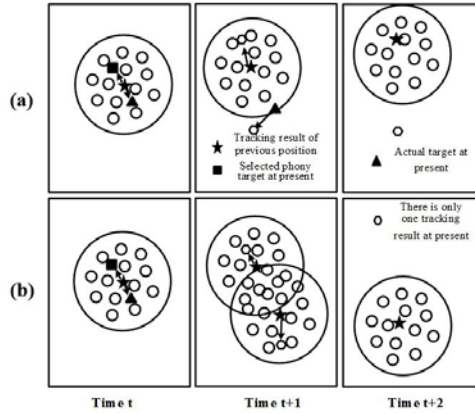 (a)
Tracking result of
previous position
Selected phony
target at present
Actual target at
present
There is only
one tracking
result at present
(b)
Time t
Time t+1
Time t+2